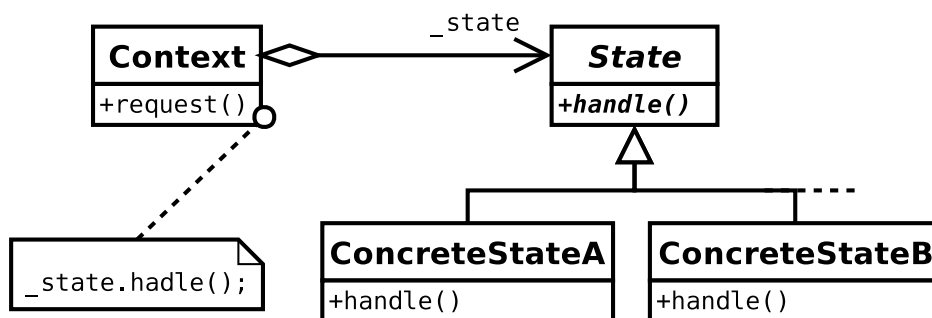 _state
Context
State
+request()
+handle()
ConcreteStateA
ConcreteStateB
_state.hadle();
+handle()
+handle()